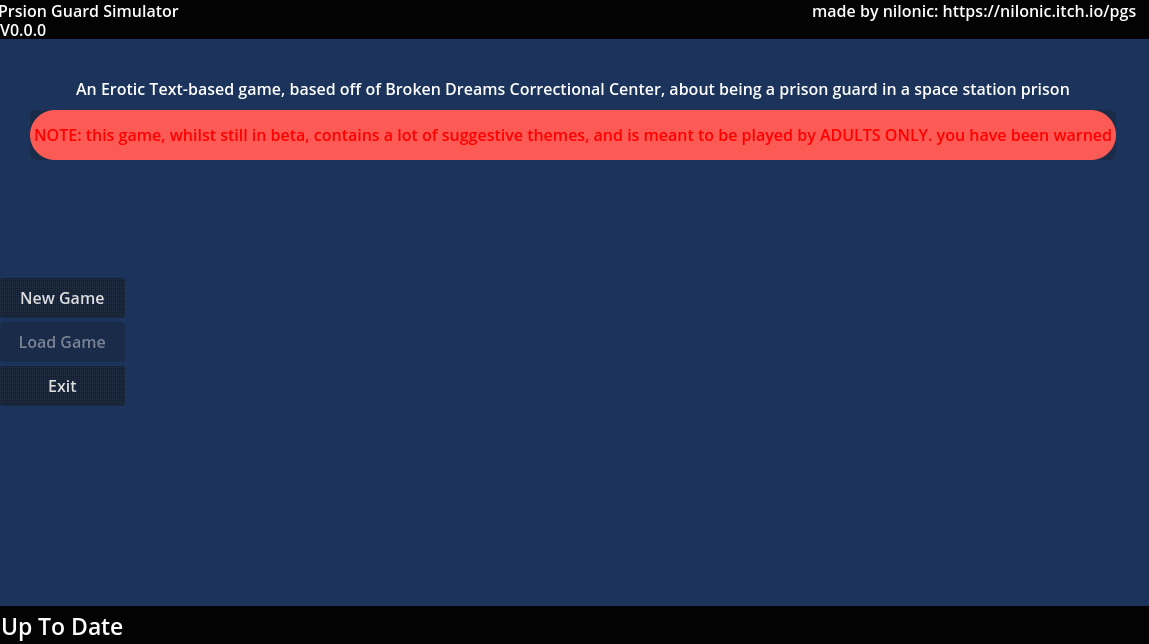 Prsion Guard Simulator
made by nilonic: https://nilonic.itch.io/pgs
V0.0.0
An Erotic Text-based game, based off of Broken Dreams Correctional Center, about being a prison guard in a space station prison
NOTE: this game, whilst still in beta, contains a lot of suggestive themes, and is meant to be played by ADULTS ONLY. you have been warned
New Game
Load Game
Exit
Up To Date